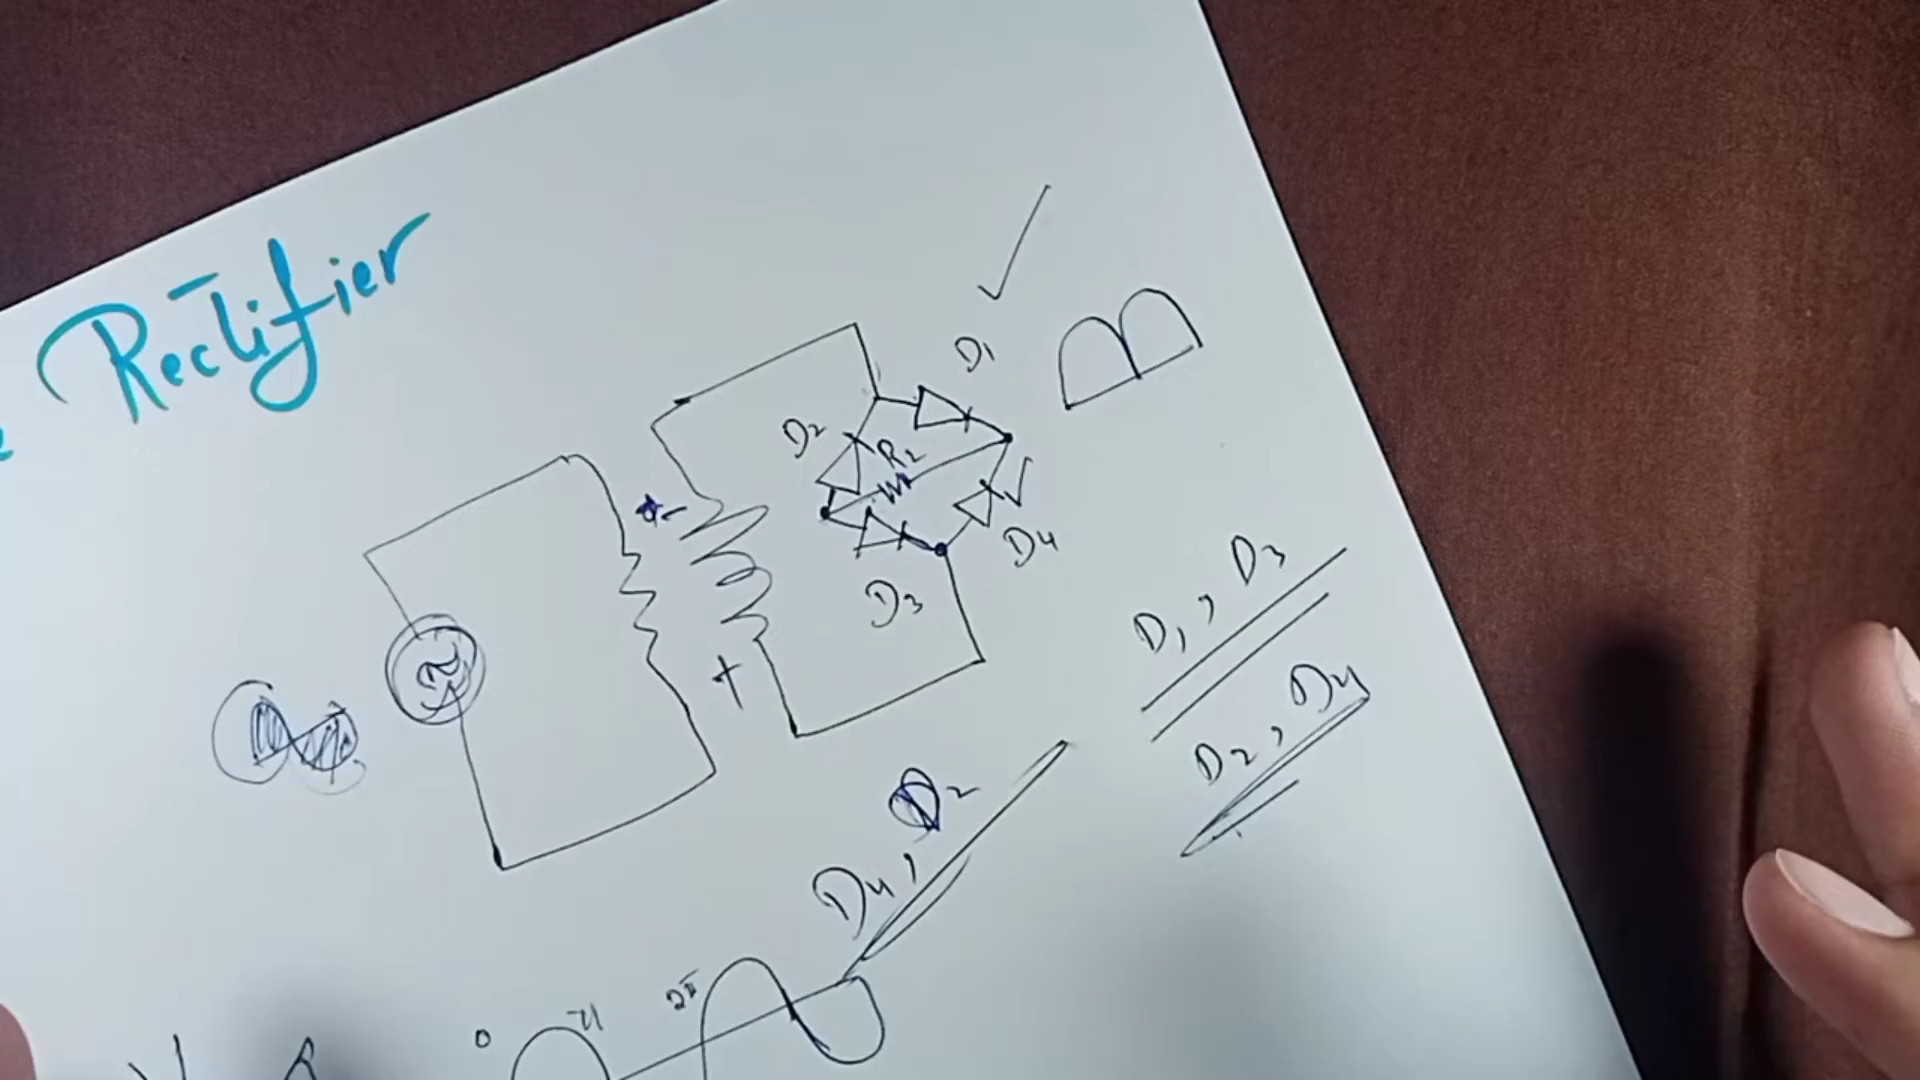 Rectifier
D1
D2
R2
D4
D3
-
+
D1, D3
D2, D4
D4, D2
0
π
2π